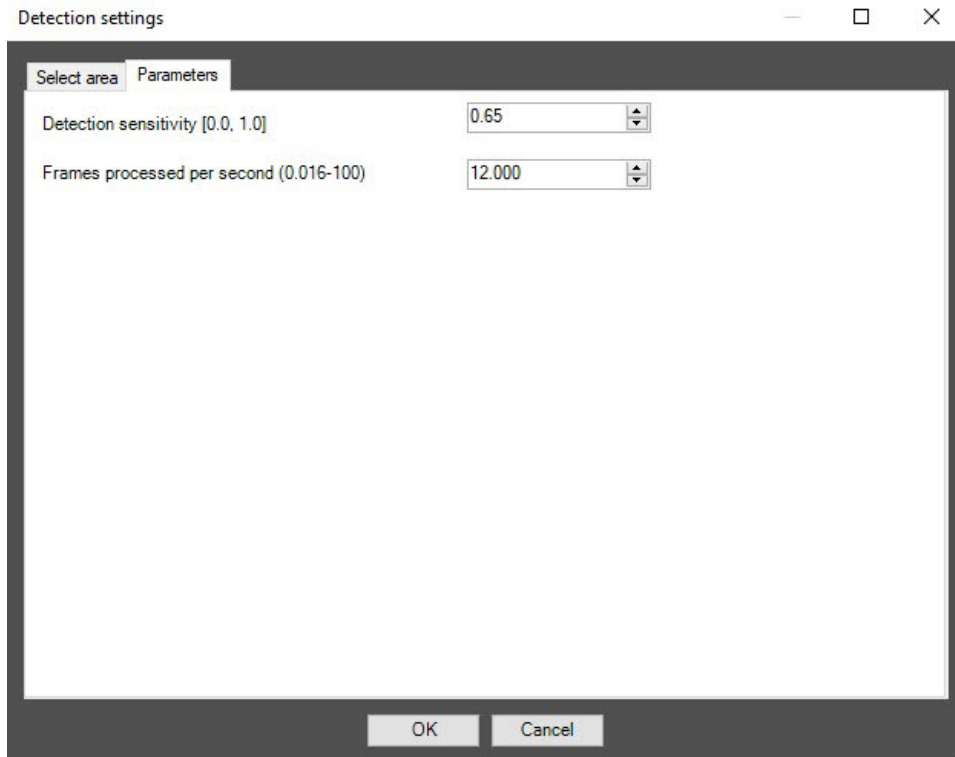 Detection settings
Select area Parameters
Detection sensitivity [0.0, 1.0] 0.65
Frames processed per second (0.016-100) 12.000
OK Cancel